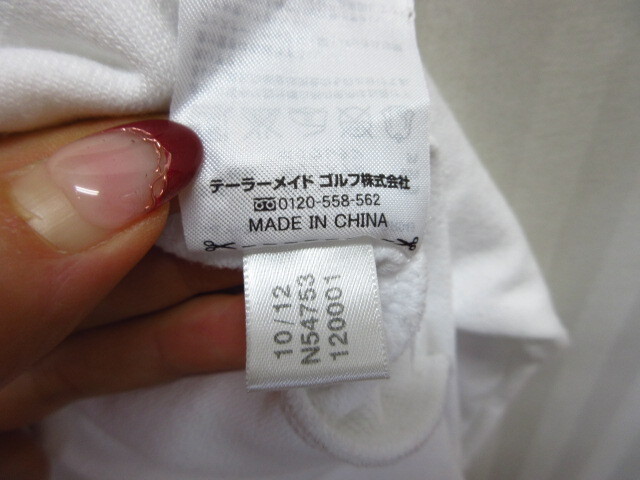 テーラーメイド ゴルフ株式会社
0120-558-562
MADE IN CHINA
10/12
N54753
120001